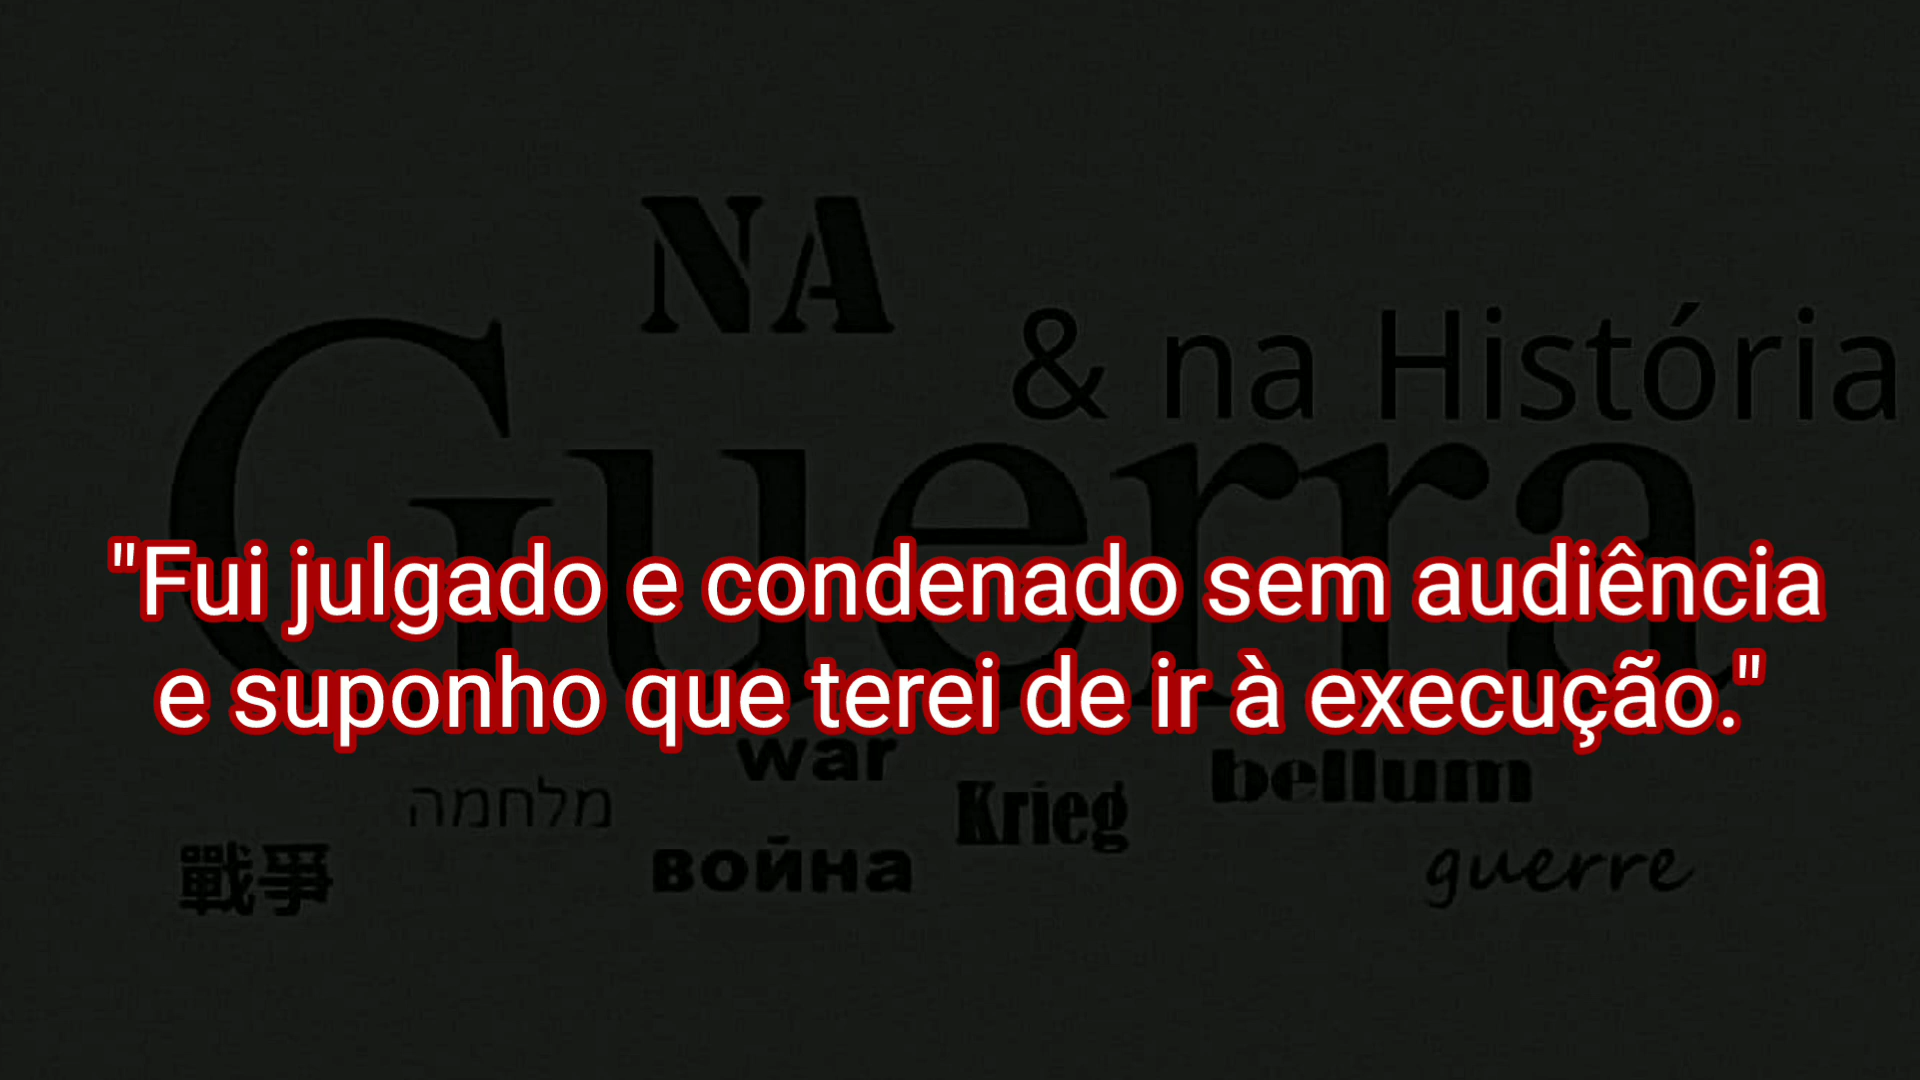 NA
& na História
Guerra
"Fui julgado e condenado sem audiência
e suponho que terei de ir à execução."
war
bellum
מלחמה
Krieg
戰爭
война
guerre